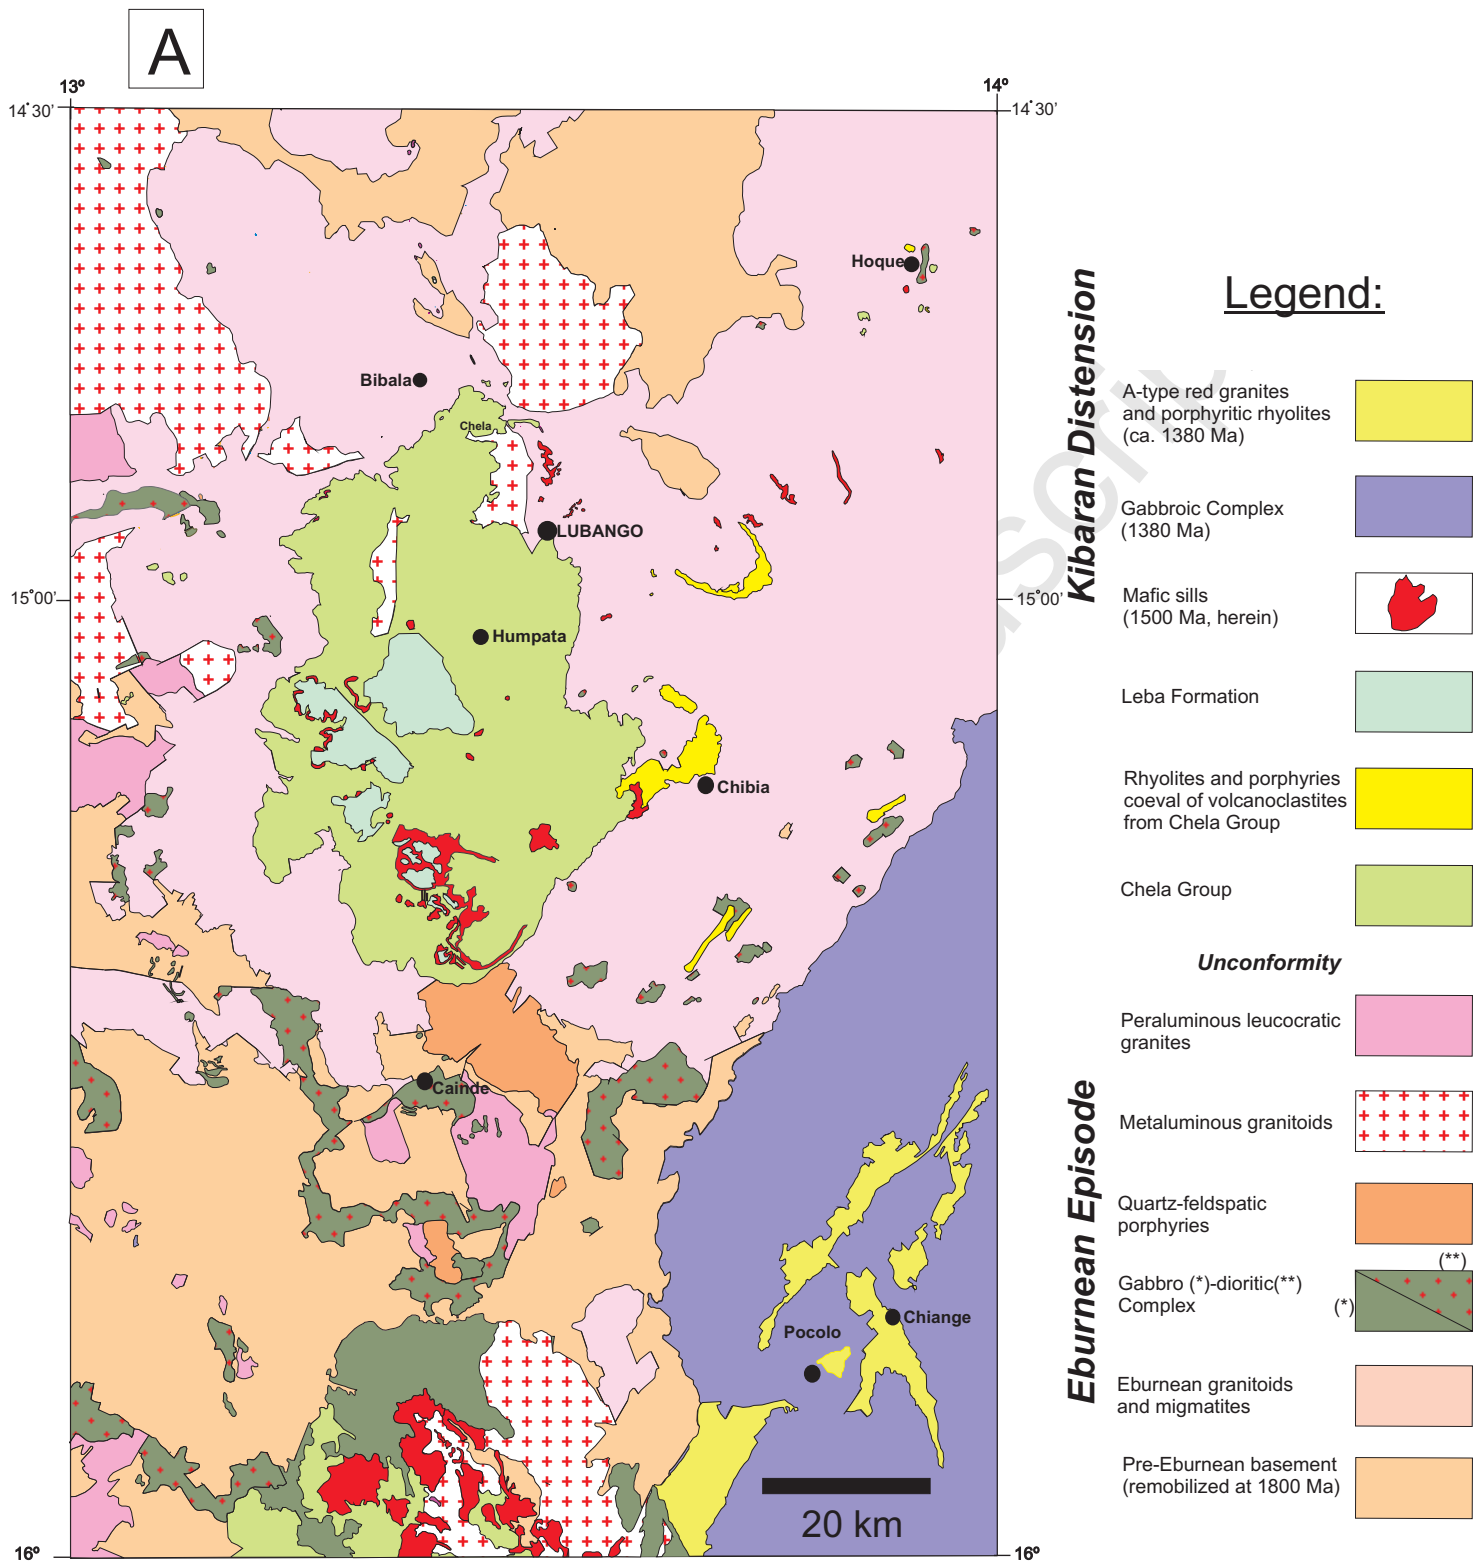 A
13º
14º
14°30'
14°30'
Hoque
Bibala
Chela
LUBANGO
15°00'
15°00'
Humpata
Chibia
Cainde
Chiange
Pocolo
20 km
16º
16º
Legend:
Kibaran Distension
A-type red granites
and porphyritic rhyolites
(ca. 1380 Ma)
Gabbroic Complex
(1380 Ma)
Mafic sills
(1500 Ma, herein)
Leba Formation
Rhyolites and porphyries
coeval of volcanoclastites
from Chela Group
Chela Group
Unconformity
Eburnean Episode
Peraluminous leucocratic
granites
Metaluminous granitoids
Quartz-feldspatic
porphyries
(**)
Gabbro (*)-dioritic(**)
Complex
(*)
Eburnean granitoids
and migmatites
Pre-Eburnean basement
(remobilized at 1800 Ma)